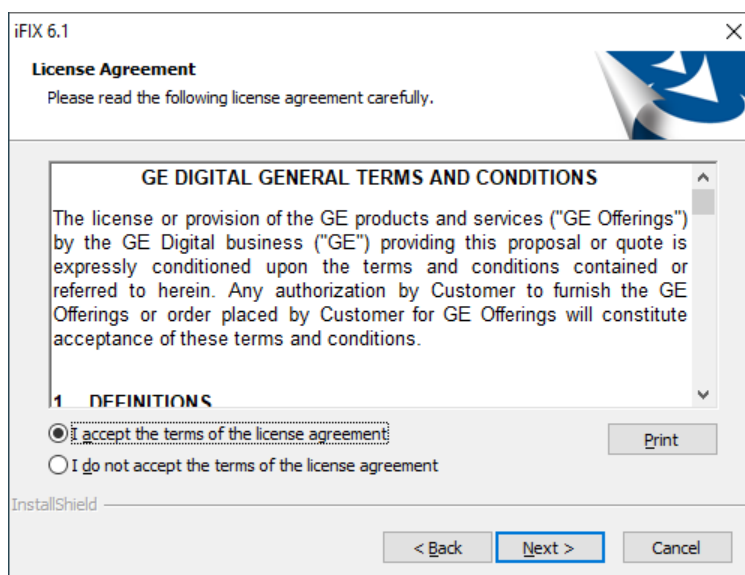 iFIX 6.1
License Agreement
Please read the following license agreement carefully.
GE DIGITAL GENERAL TERMS AND CONDITIONS
The license or provision of the GE products and services ("GE Offerings")
by the GE Digital business ("GE") providing this proposal or quote is
expressly conditioned upon the terms and conditions contained or
referred to herein. Any authorization by Customer to furnish the GE
Offerings or order placed by Customer for GE Offerings will constitute
acceptance of these terms and conditions.
1. DEFINITIONS
I accept the terms of the license agreement
Print
I do not accept the terms of the license agreement
InstallShield
< Back
Next >
Cancel